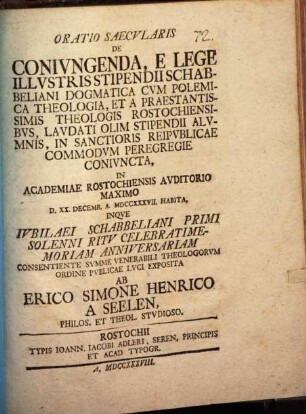 72.
ORATIO SAECVLARIS
DE
CONIVNGENDA, E LEGE
ILLVSTRIS STIPENDII SCHAB-
BELIANI DOGMATICA CVM POLEMI-
CA THEOLOGIA, ET A PRAESTANTIS-
SIMIS THEOLOGIS ROSTOCHIENSI-
BVS, LAVDATI OLIM STIPENDII ALV-
MNIS, IN SANCTIORIS REIPVBLICAE
COMMODVM PEREGREGIE
CONIVNCTA,
IN
ACADEMIAE ROSTOCHIENSIS AVDITORIO
MAXIMO
D. XX. DECEMB. A. MDCCXXXVII. HABITA,
INQVE
IVBILAEI SCHABBELIANI PRIMI
SOLENNI RITV CELEBRATI ME-
MORIAM ANNIVERSARIAM
CONSENTIENTE SVMME VENERABILI THEOLOGORVM
ORDINE PVBLICAE LVCI EXPOSITA
AB
ERICO SIMONE HENRICO
A SEELEN,
PHILOS. ET THEOL. STVDIOSO.
ROSTOCHII
TYPIS IOANN. IACOBI ADLERI, SEREN. PRINCIPIS
ET ACAD TYPOGR.
A. MDCCXXXVIII.